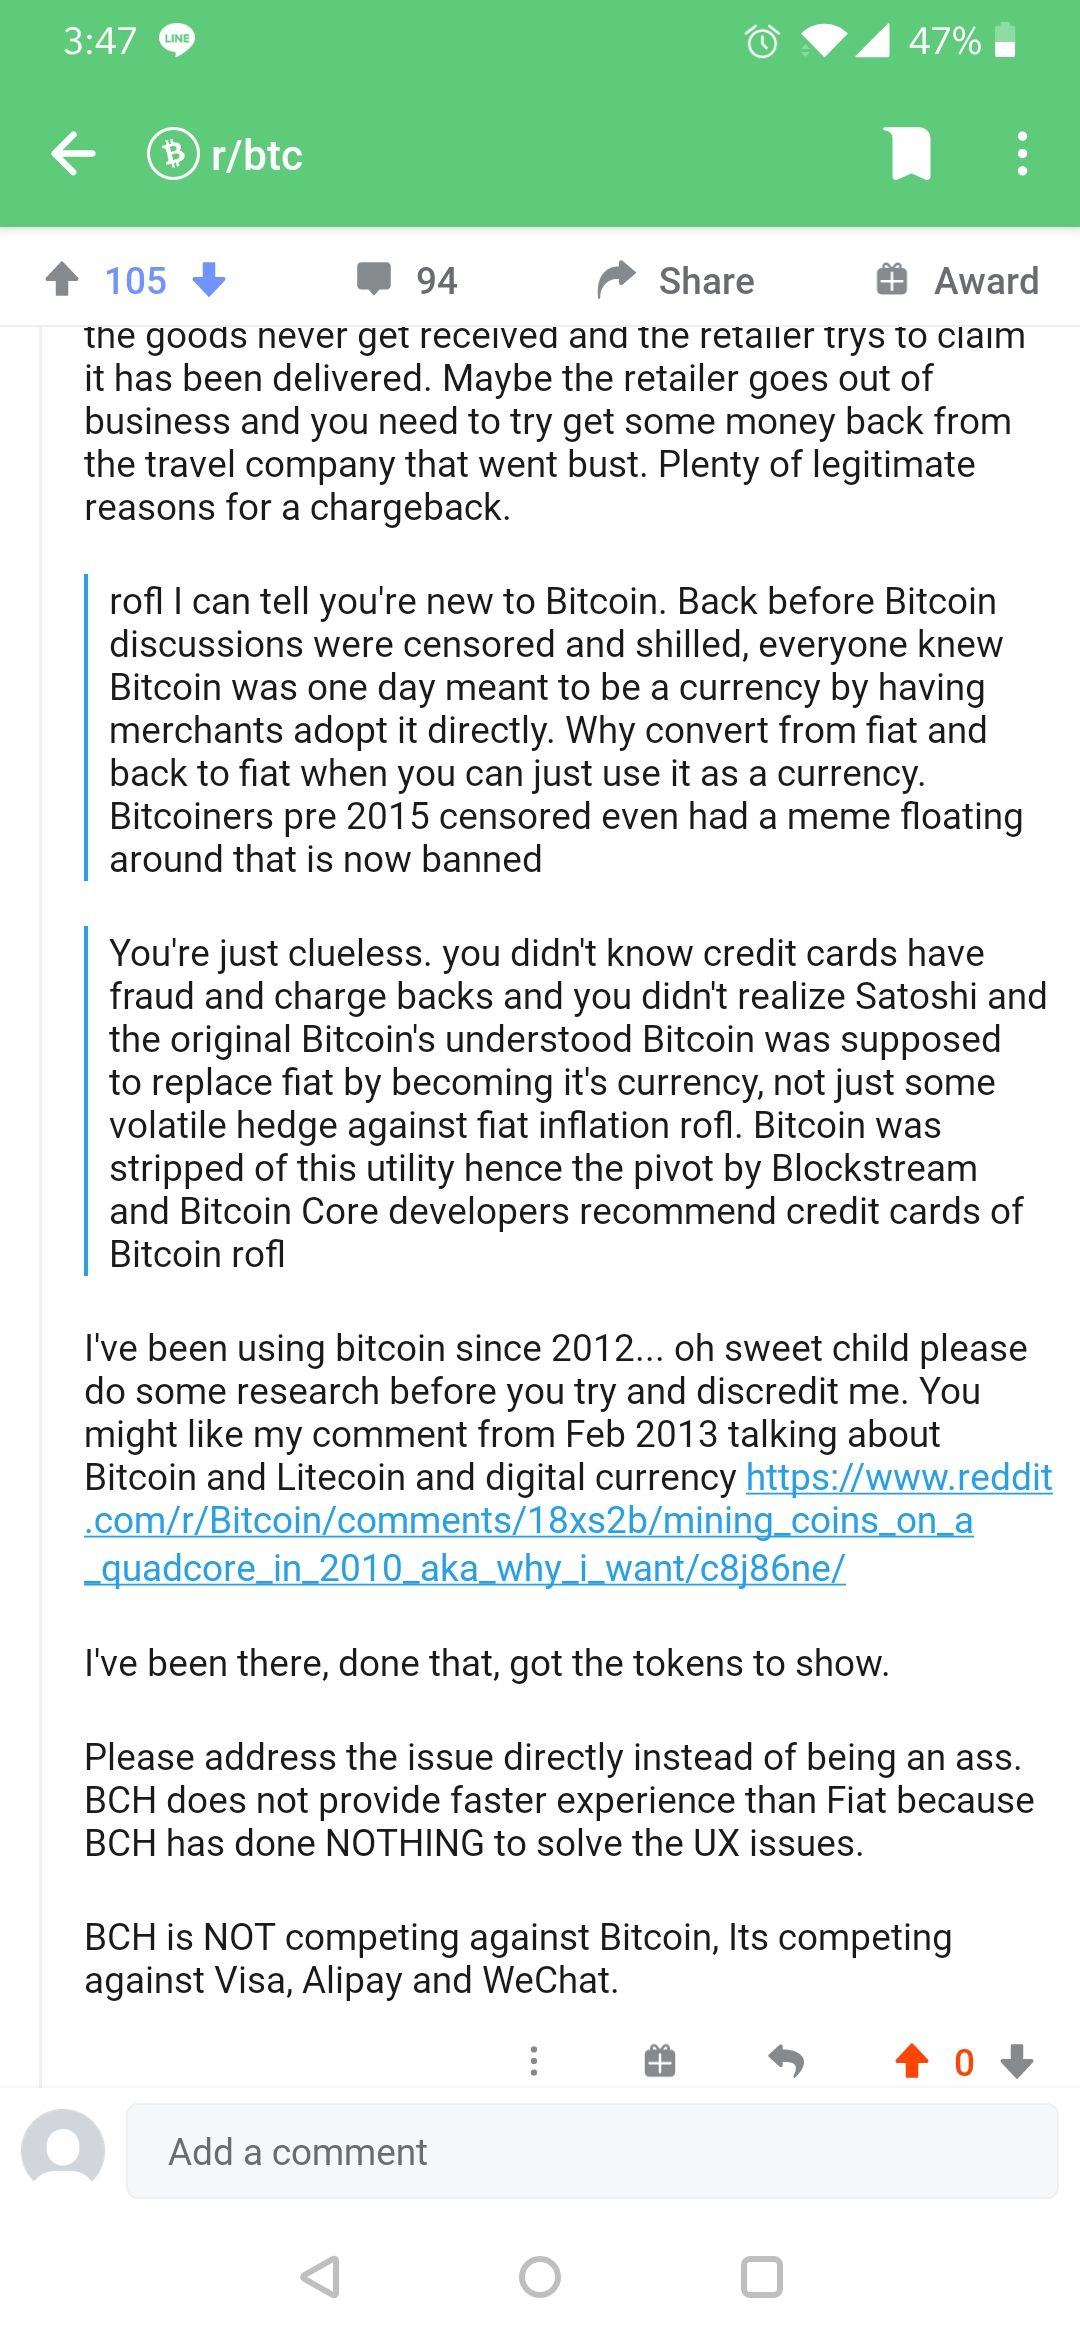 3:47 LINE 47%
r/btc
105 94 Share Award
the goods never get received and the retailer trys to claim
it has been delivered. Maybe the retailer goes out of
business and you need to try get some money back from
the travel company that went bust. Plenty of legitimate
reasons for a chargeback.
rofl I can tell you're new to Bitcoin. Back before Bitcoin
discussions were censored and shilled, everyone knew
Bitcoin was one day meant to be a currency by having
merchants adopt it directly. Why convert from fiat and
back to fiat when you can just use it as a currency.
Bitcoiners pre 2015 censored even had a meme floating
around that is now banned
You're just clueless. you didn't know credit cards have
fraud and charge backs and you didn't realize Satoshi and
the original Bitcoin's understood Bitcoin was supposed
to replace fiat by becoming it's currency, not just some
volatile hedge against fiat inflation rofl. Bitcoin was
stripped of this utility hence the pivot by Blockstream
and Bitcoin Core developers recommend credit cards of
Bitcoin rofl
I've been using bitcoin since 2012... oh sweet child please
do some research before you try and discredit me. You
might like my comment from Feb 2013 talking about
Bitcoin and Litecoin and digital currency https://www.reddit
.com/r/Bitcoin/comments/18xs2b/mining_coins_on_a
_quadcore_in_2010_aka_why_i_want/c8j86ne/
I've been there, done that, got the tokens to show.
Please address the issue directly instead of being an ass.
BCH does not provide faster experience than Fiat because
BCH has done NOTHING to solve the UX issues.
BCH is NOT competing against Bitcoin, Its competing
against Visa, Alipay and WeChat.
0
Add a comment